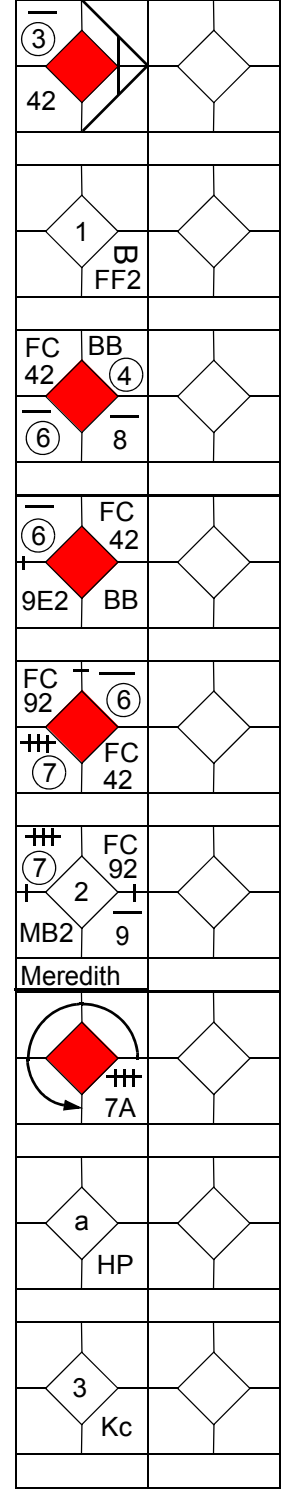 3
42
1
B
FF2
FC BB
42 4
6 8
FC
6 42
9E2 BB
FC
92 6
7 FC
42
FC
7 92
2
MB2 9
Meredith
7A
a
HP
3
Kc